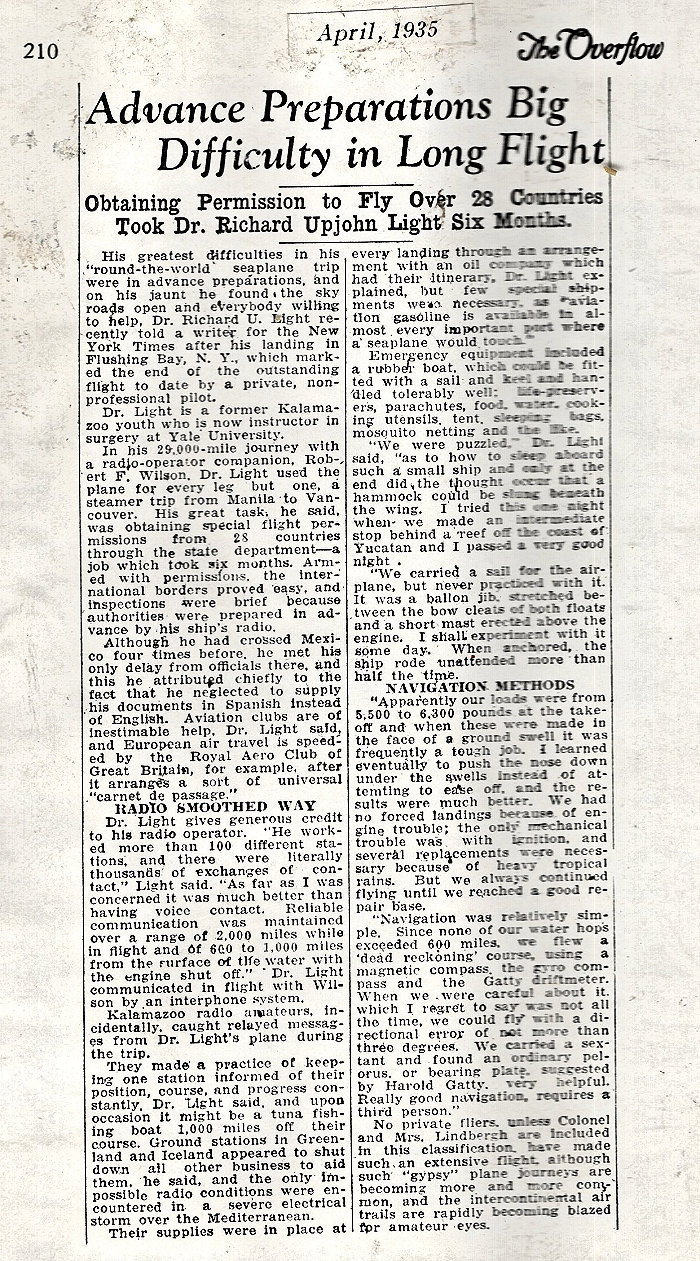 210
April, 1935
The Overflow
Advance Preparations Big
Difficulty in Long Flight
Obtaining Permission to Fly Over 28 Countries
Took Dr. Richard Upjohn Light Six Months.
His greatest difficulties in his
"round-the-world seaplane trip
were in advance preparations, and
on his jaunt he found the sky
roads open and everybody willing
to help, Dr. Richard U. Light re-
cently told a writer for the New
York Times after his landing in
Flushing Bay, N. Y., which mark-
ed the end of the outstanding
flight to date by a private, non-
professional pilot.
Dr. Light is a former Kalama-
zoo youth who is now instructor in
surgery at Yale University.
In his 29,000-mile journey with
a radio-operator companion, Rob-
ert F. Wilson, Dr. Light used the
plane for every leg but one, a
steamer trip from Manila to Van-
couver. His great task, he said,
was obtaining special flight per-
missions from 28 countries
through the state department—a
job which took six months. Arm-
ed with permissions, the inter-
national borders proved easy, and
inspections were brief because
authorities were prepared in ad-
vance by his ship's radio.
Although he had crossed Mexi-
co four times before, he met his
only delay from officials there, and
this he attributed chiefly to the
fact that he neglected to supply
his documents in Spanish instead
of English. Aviation clubs are of
inestimable help, Dr. Light said,
and European air travel is speed-
ed by the Royal Aero Club of
Great Britain, for example, after
it arranges a sort of universal
"carnet de passage."
RADIO SMOOTHED WAY
Dr. Light gives generous credit
to his radio operator. "He work-
ed more than 100 different sta-
tions, and there were literally
thousands of exchanges of con-
tact," Light said. "As far as I was
concerned it was much better than
having voice contact. Reliable
communication was maintained
over a range of 2,000 miles while
in flight and of 600 to 1,000 miles
from the surface of the water with
the engine shut off." Dr. Light
communicated in flight with Wil-
son by an interphone system.
Kalamazoo radio amateurs, in-
cidentally, caught relayed messag-
es from Dr. Light's plane during
the trip.
They made a practice of keep-
ing one station informed of their
position, course, and progress con-
stantly, Dr. Light said, and upon
occasion it might be a tuna fish-
ing boat 1,000 miles off their
course. Ground stations in Green-
land and Iceland appeared to shut
down all other business to aid
them, he said, and the only im-
possible radio conditions were en-
countered in a severe electrical
storm over the Mediterranean.
Their supplies were in place at
every landing through an arrange-
ment with an oil company which
had their itinerary, Dr. Light ex-
plained, but few special ship-
ments were necessary, as "avia-
tion gasoline is available in al-
most every important port where
a seaplane would touch."
Emergency equipment included
a rubber boat, which could be fit-
ted with a sail and keel and han-
dled tolerably well; life-preserv-
ers, parachutes, food, water, cook-
ing utensils, tent, sleeping bags,
mosquito netting and the like.
"We were puzzled," Dr. Light
said, "as to how to sleep aboard
such a small ship and only at the
end did the thought occur that a
hammock could be slung beneath
the wing. I tried this one night
when we made an intermediate
stop behind a reef off the coast of
Yucatan and I passed a very good
night .
"We carried a sail for the air-
plane, but never practiced with it.
It was a ballon jib, stretched be-
tween the bow cleats of both floats
and a short mast erected above the
engine. I shall experiment with it
some day. When anchored, the
ship rode unattended more than
half the time.
NAVIGATION METHODS
"Apparently our loads were from
5,500 to 6,300 pounds at the take-
off and when these were made in
the face of a ground swell it was
frequently a tough job. I learned
eventually to push the nose down
under the swells instead of at-
temting to ease off, and the re-
sults were much better. We had
no forced landings because of en-
gine trouble; the only mechanical
trouble was with ignition, and
several replacements were neces-
sary because of heavy tropical
rains. But we always continued
flying until we reached a good re-
pair base.
"Navigation was relatively sim-
ple. Since none of our water hops
exceeded 600 miles, we flew a
'dead reckoning' course, using a
magnetic compass, the gyro com-
pass and the Gatty driftmeter.
When we were careful about it,
which I regret to say was not all
the time, we could fly with a di-
rectional error of not more than
three degrees. We carried a sex-
tant and found an ordinary pel-
orus, or bearing plate, suggested
by Harold Gatty, very helpful.
Really good navigation, requires a
third person."
No private fliers, unless Colonel
and Mrs. Lindbergh are included
in this classification, have made
such an extensive flight, although
such "gypsy" plane journeys are
becoming more and more com-
mon, and the intercontinental air
trails are rapidly becoming blazed
for amateur eyes.